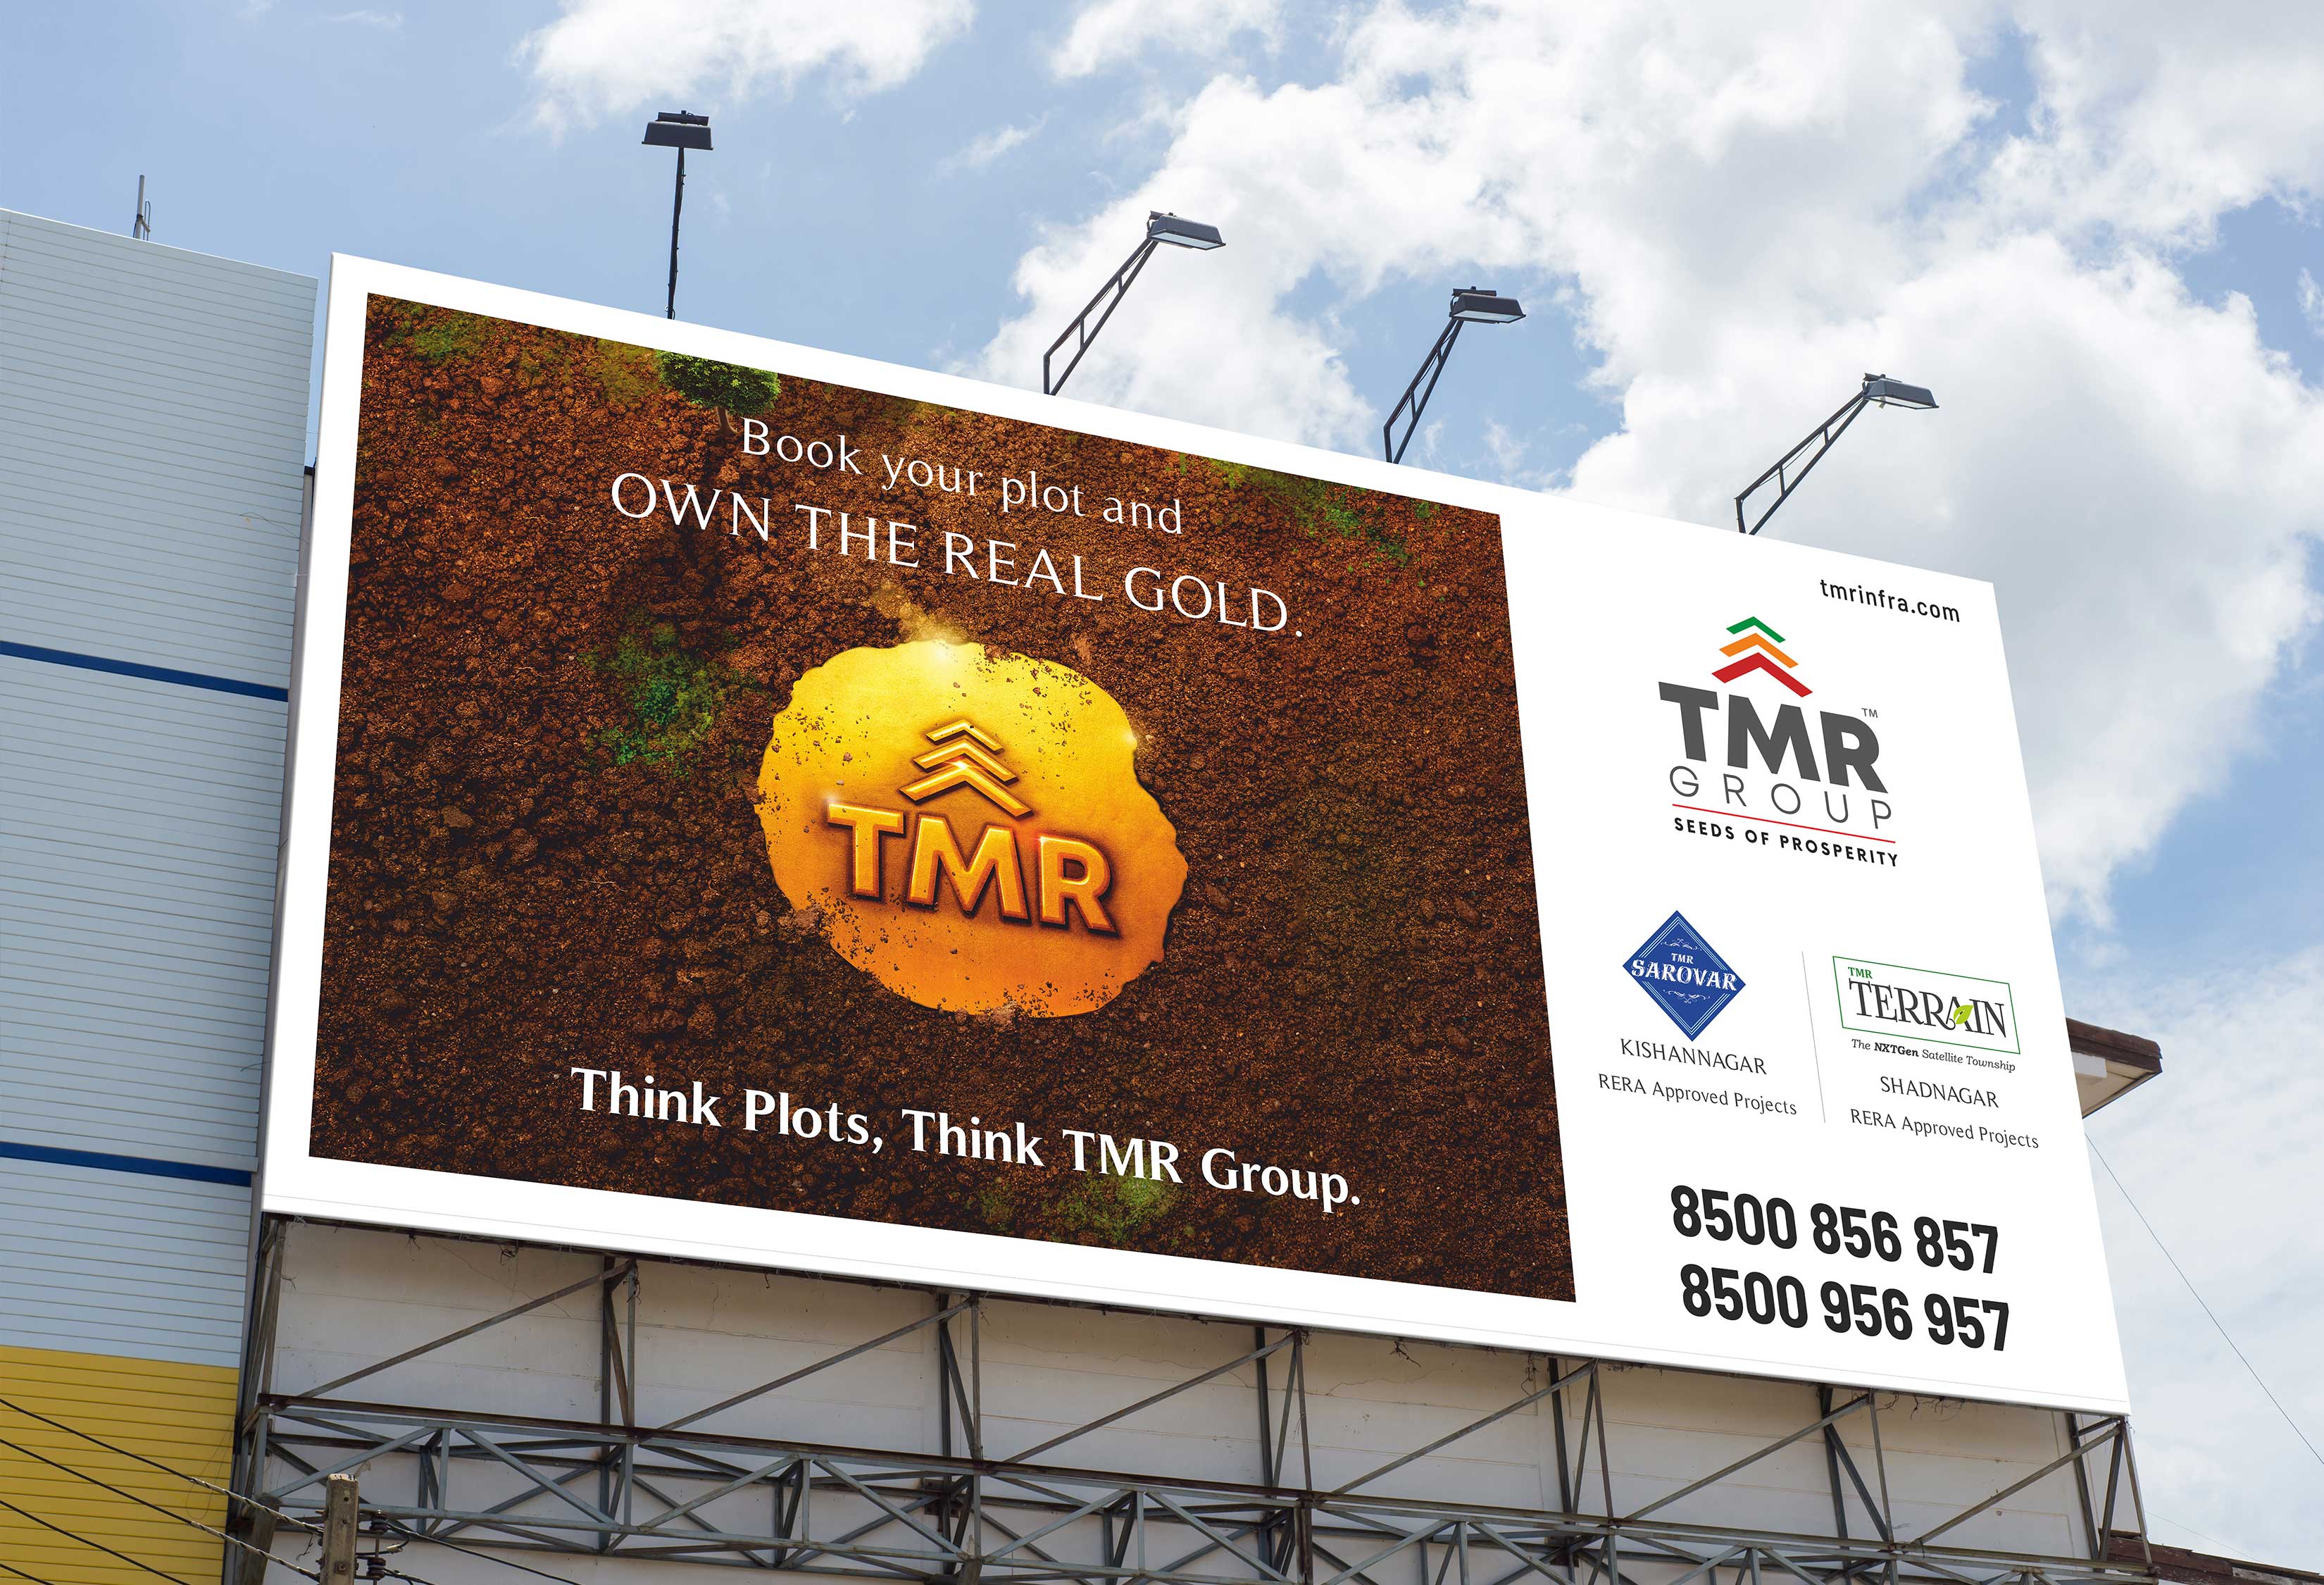 Book your plot and
OWN THE REAL GOLD.
TMR
Think Plots, Think TMR Group.
tmrinfra.com
TMR™
GROUP
SEEDS OF PROSPERITY
TMR
SAROVAR
KISHANNAGAR
RERA Approved Projects
TMR
TERRAIN
The NXTGen Satellite Township
SHADNAGAR
RERA Approved Projects
8500 856 857
8500 956 957